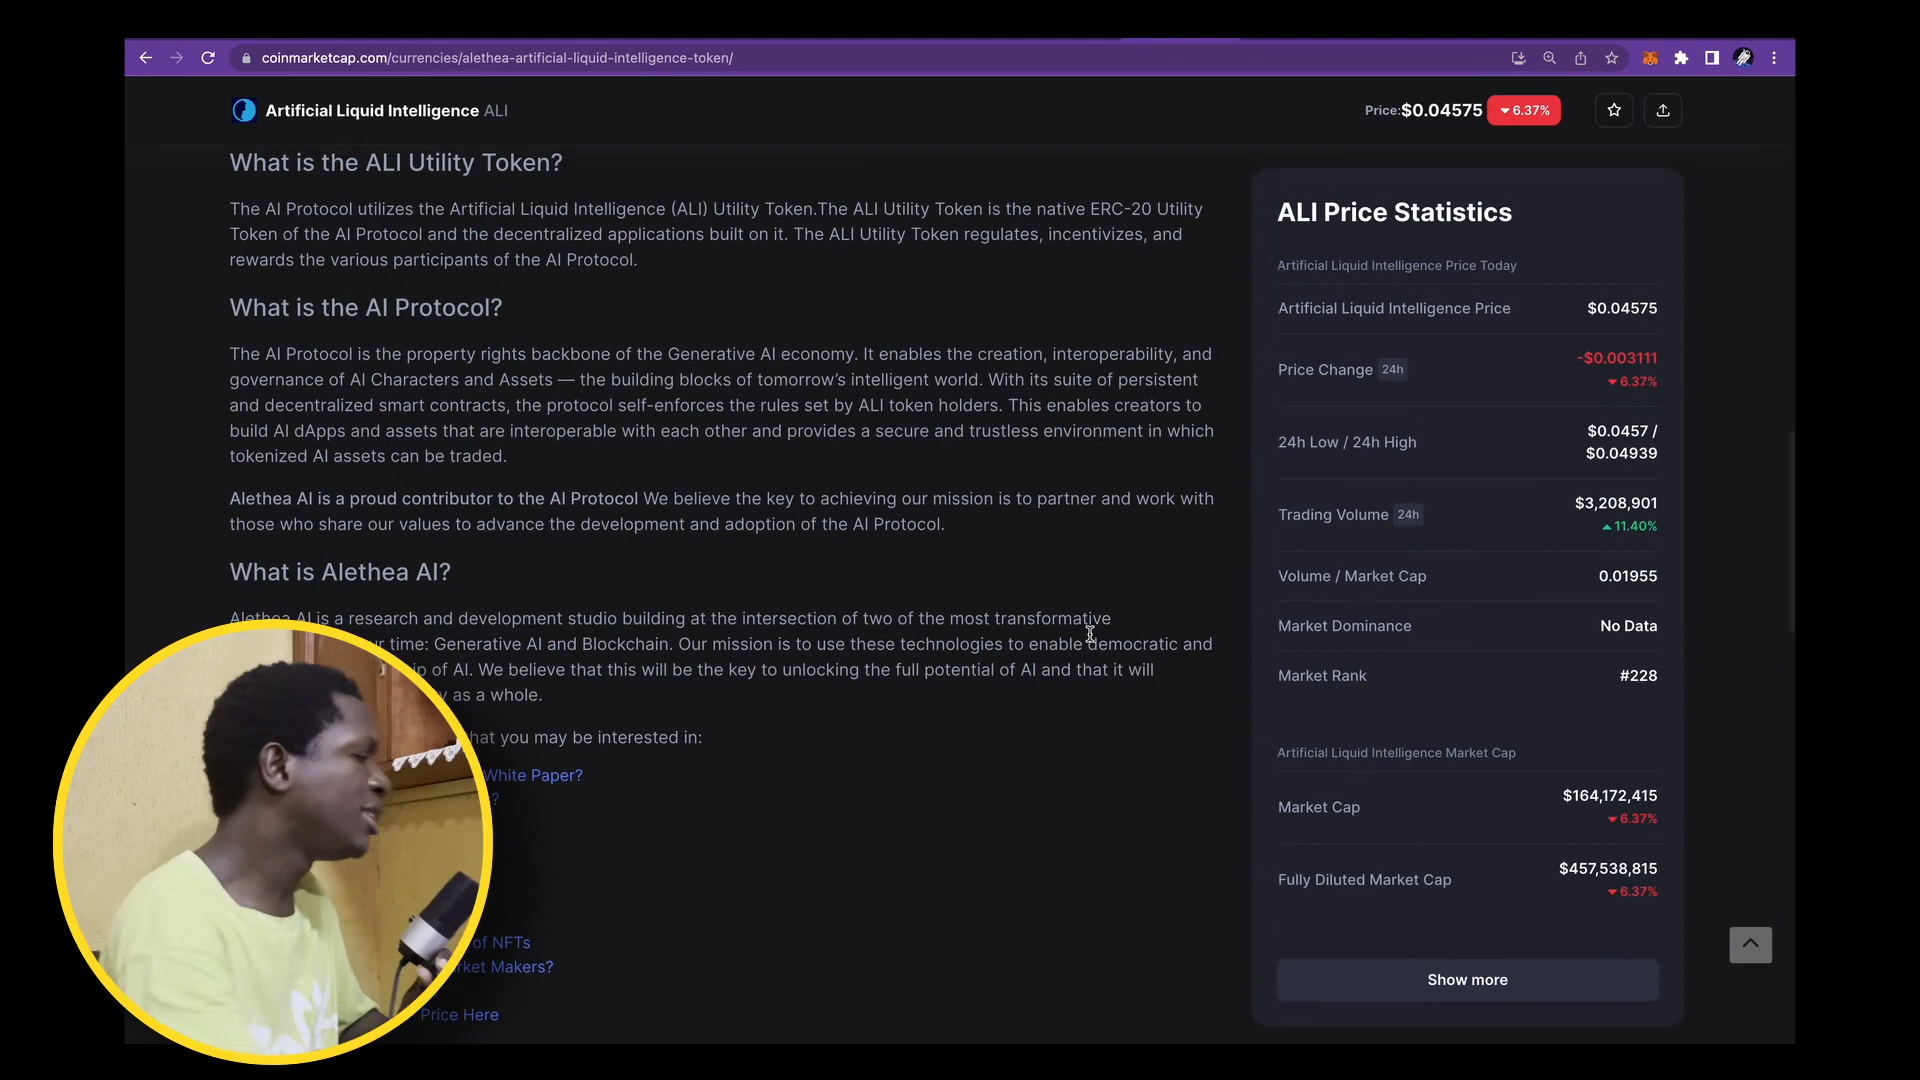 coinmarketcap.com/currencies/alethea-artificial-liquid-intelligence-token/
Artificial Liquid Intelligence ALI
Price:$0.04575 6.37%
What is the ALI Utility Token?
The AI Protocol utilizes the Artificial Liquid Intelligence (ALI) Utility Token.The ALI Utility Token is the native ERC-20 Utility
Token of the AI Protocol and the decentralized applications built on it. The ALI Utility Token regulates, incentivizes, and
rewards the various participants of the AI Protocol.
What is the AI Protocol?
The AI Protocol is the property rights backbone of the Generative AI economy. It enables the creation, interoperability, and
governance of AI Characters and Assets — the building blocks of tomorrow's intelligent world. With its suite of persistent
and decentralized smart contracts, the protocol self-enforces the rules set by ALI token holders. This enables creators to
build AI dApps and assets that are interoperable with each other and provides a secure and trustless environment in which
tokenized AI assets can be traded.
Alethea AI is a proud contributor to the AI Protocol We believe the key to achieving our mission is to partner and work with
those who share our values to advance the development and adoption of the AI Protocol.
What is Alethea AI?
Alethea AI is a research and development studio building at the intersection of two of the most transformative
time: Generative AI and Blockchain. Our mission is to use these technologies to enable democratic and
of AI. We believe that this will be the key to unlocking the full potential of AI and that it will
as a whole.
you may be interested in:
White Paper?
?
of NFTs
Makers?
Price Here
ALI Price Statistics
Artificial Liquid Intelligence Price Today
Artificial Liquid Intelligence Price $0.04575
Price Change 24h -$0.003111
6.37%
24h Low / 24h High $0.0457 /
$0.04939
Trading Volume 24h $3,208,901
11.40%
Volume / Market Cap 0.01955
Market Dominance No Data
Market Rank #228
Artificial Liquid Intelligence Market Cap
Market Cap $164,172,415
6.37%
Fully Diluted Market Cap $457,538,815
6.37%
Show more